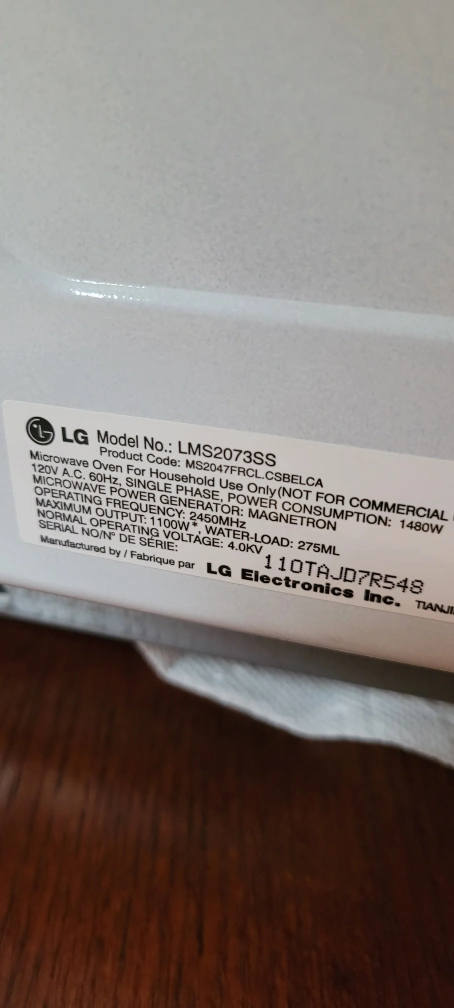 LG Model No.: LMS2073SS
Product Code: MS2047FRCL.CSBELCA
Microwave Oven For Household Use Only(NOT FOR COMMERCIAL
120V A.C. 60Hz, SINGLE PHASE, POWER CONSUMPTION: 1480W
MICROWAVE POWER GENERATOR: MAGNETRON
OPERATING FREQUENCY: 2450MHz
MAXIMUM OUTPUT: 1100W*, WATER-LOAD: 275ML
NORMAL OPERATING VOLTAGE: 4.0KV
SERIAL NO/N° DE SÉRIE: 110TAJD7R548
Manufactured by / Fabrique par LG Electronics Inc.